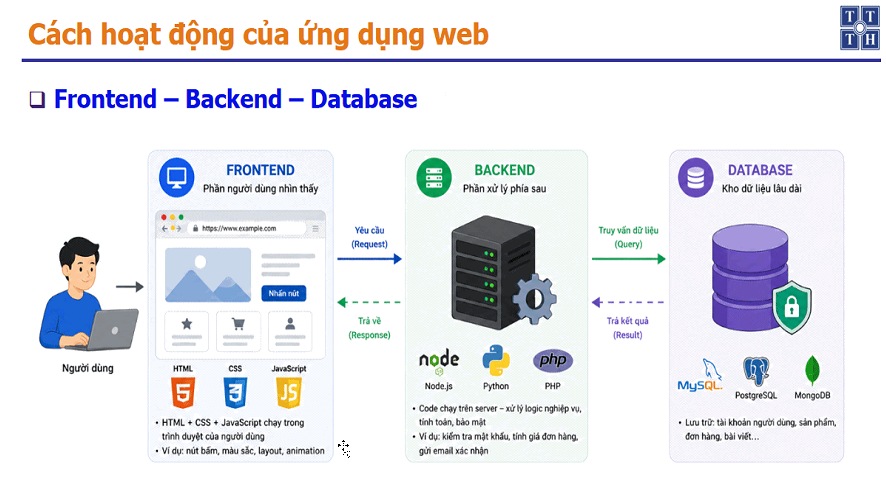 Cách hoạt động của ứng dụng web
T T
T H
Frontend – Backend – Database
FRONTEND
Phần người dùng nhìn thấy
https://www.example.com
Nhấn nút
HTML
CSS
JavaScript
5
3
JS
• HTML + CSS + JavaScript chạy trong
trình duyệt của người dùng
• Ví dụ: nút bấm, màu sắc, layout, animation
Người dùng
Yêu cầu
(Request)
Trả về
(Response)
BACKEND
Phần xử lý phía sau
node
Node.js
Python
php
PHP
• Code chạy trên server – xử lý logic nghiệp vụ,
tính toán, bảo mật
• Ví dụ: kiểm tra mật khẩu, tính giá đơn hàng,
gửi email xác nhận
Truy vấn dữ liệu
(Query)
Trả kết quả
(Result)
DATABASE
Kho dữ liệu lâu dài
MySQL
PostgreSQL
MongoDB
• Lưu trữ: tài khoản người dùng, sản phẩm,
đơn hàng, bài viết...